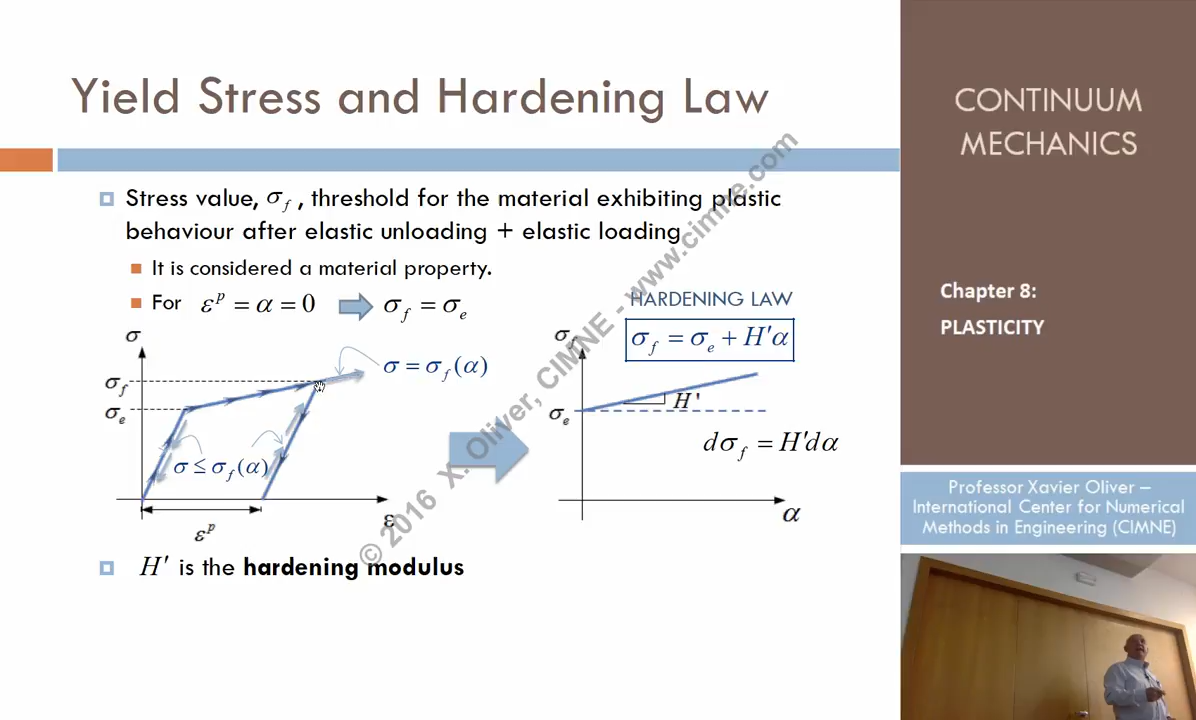 Yield Stress and Hardening Law
Stress value, σ_f , threshold for the material exhibiting plastic
behaviour after elastic unloading + elastic loading
It is considered a material property.
For ε^p = α = 0 σ_f = σ_e
HARDENING LAW
σ_f = σ_e + H'α
σ
σ_f
σ_e
σ = σ_f(α)
σ ≤ σ_f(α)
ε
ε^p
σ_f
σ_e
H'
dσ_f = H'dα
α
H' is the hardening modulus
© 2016 X. Oliver, CIMNE - www.cimne.com
CONTINUUM
MECHANICS
Chapter 8:
PLASTICITY
Professor Xavier Oliver –
International Center for Numerical
Methods in Engineering (CIMNE)